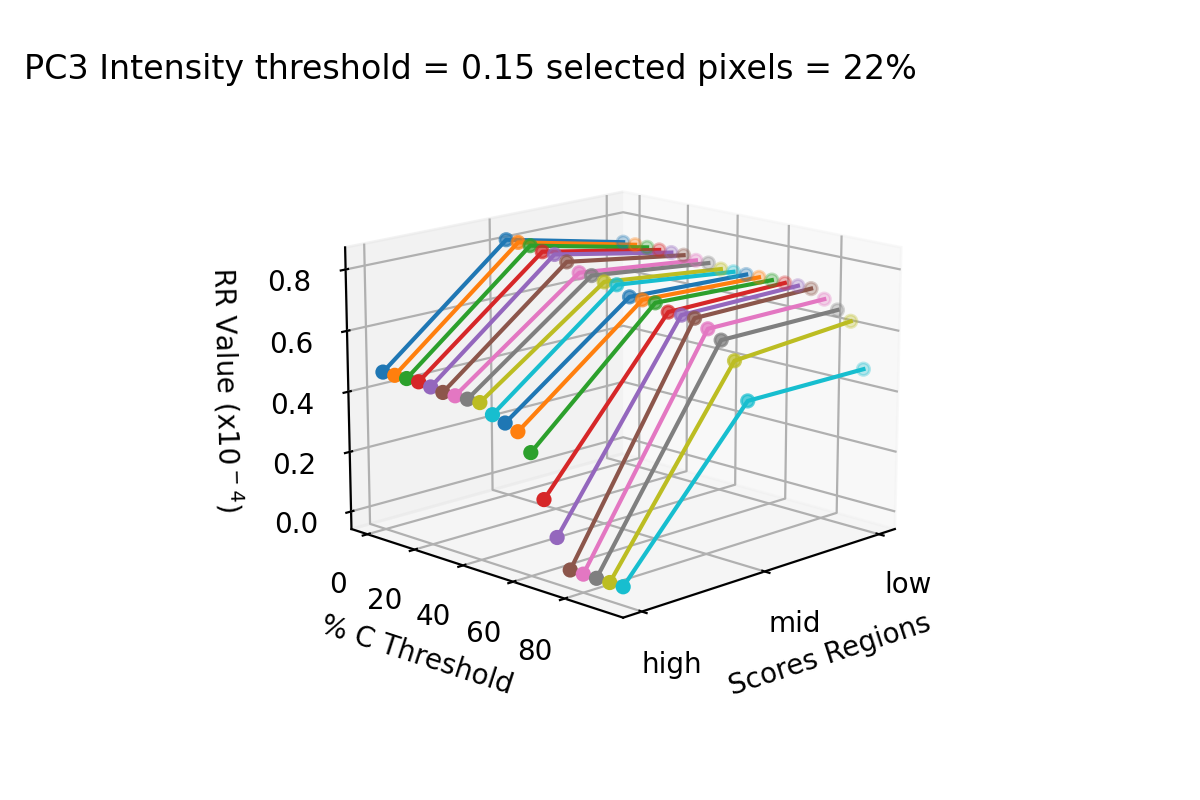 PC3 Intensity threshold = 0.15 selected pixels = 22%
RR Value (x10⁻⁴)
0.8
0.6
0.4
0.2
0.0
0
20
40
60
80
% C Threshold
high
mid
low
Scores Regions